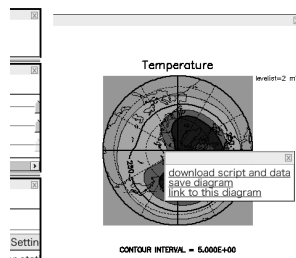 Temperature
levelist=2 m
download script and data
save diagram
link to this diagram
Settin
CONTOUR INTERVAL = 5.000E+00